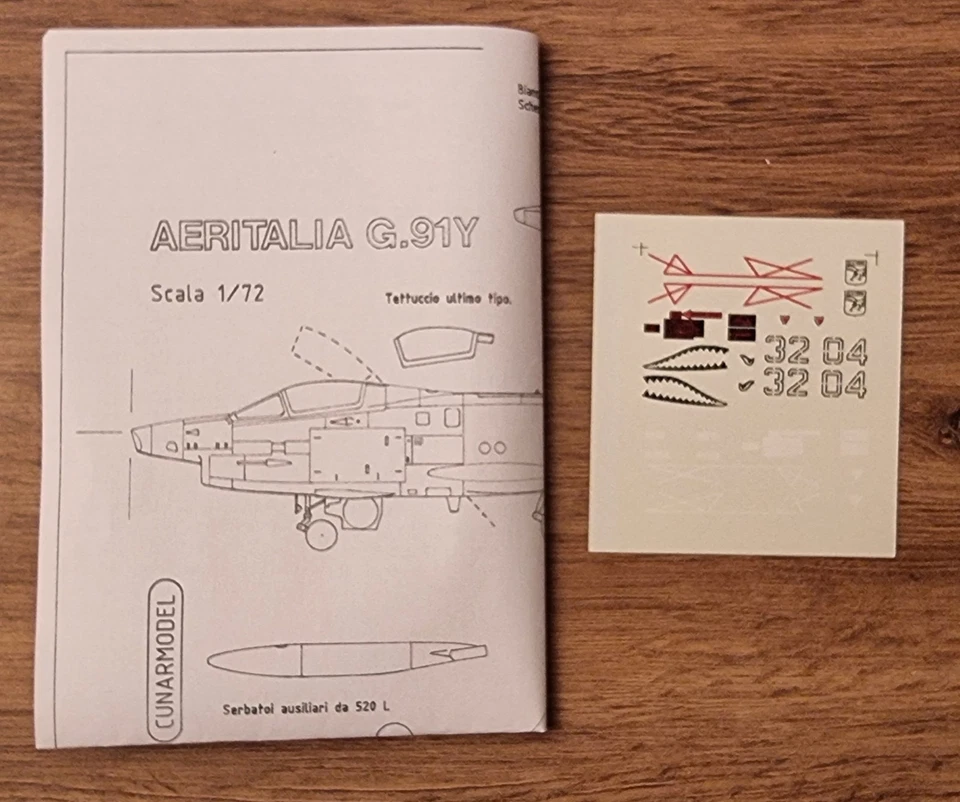 AERITALIA G.91Y
Scala 1/72
Tettuccio ultimo tipo.
CUNARMODEL
Serbatoi ausiliari da 520 L
32 04
32 04